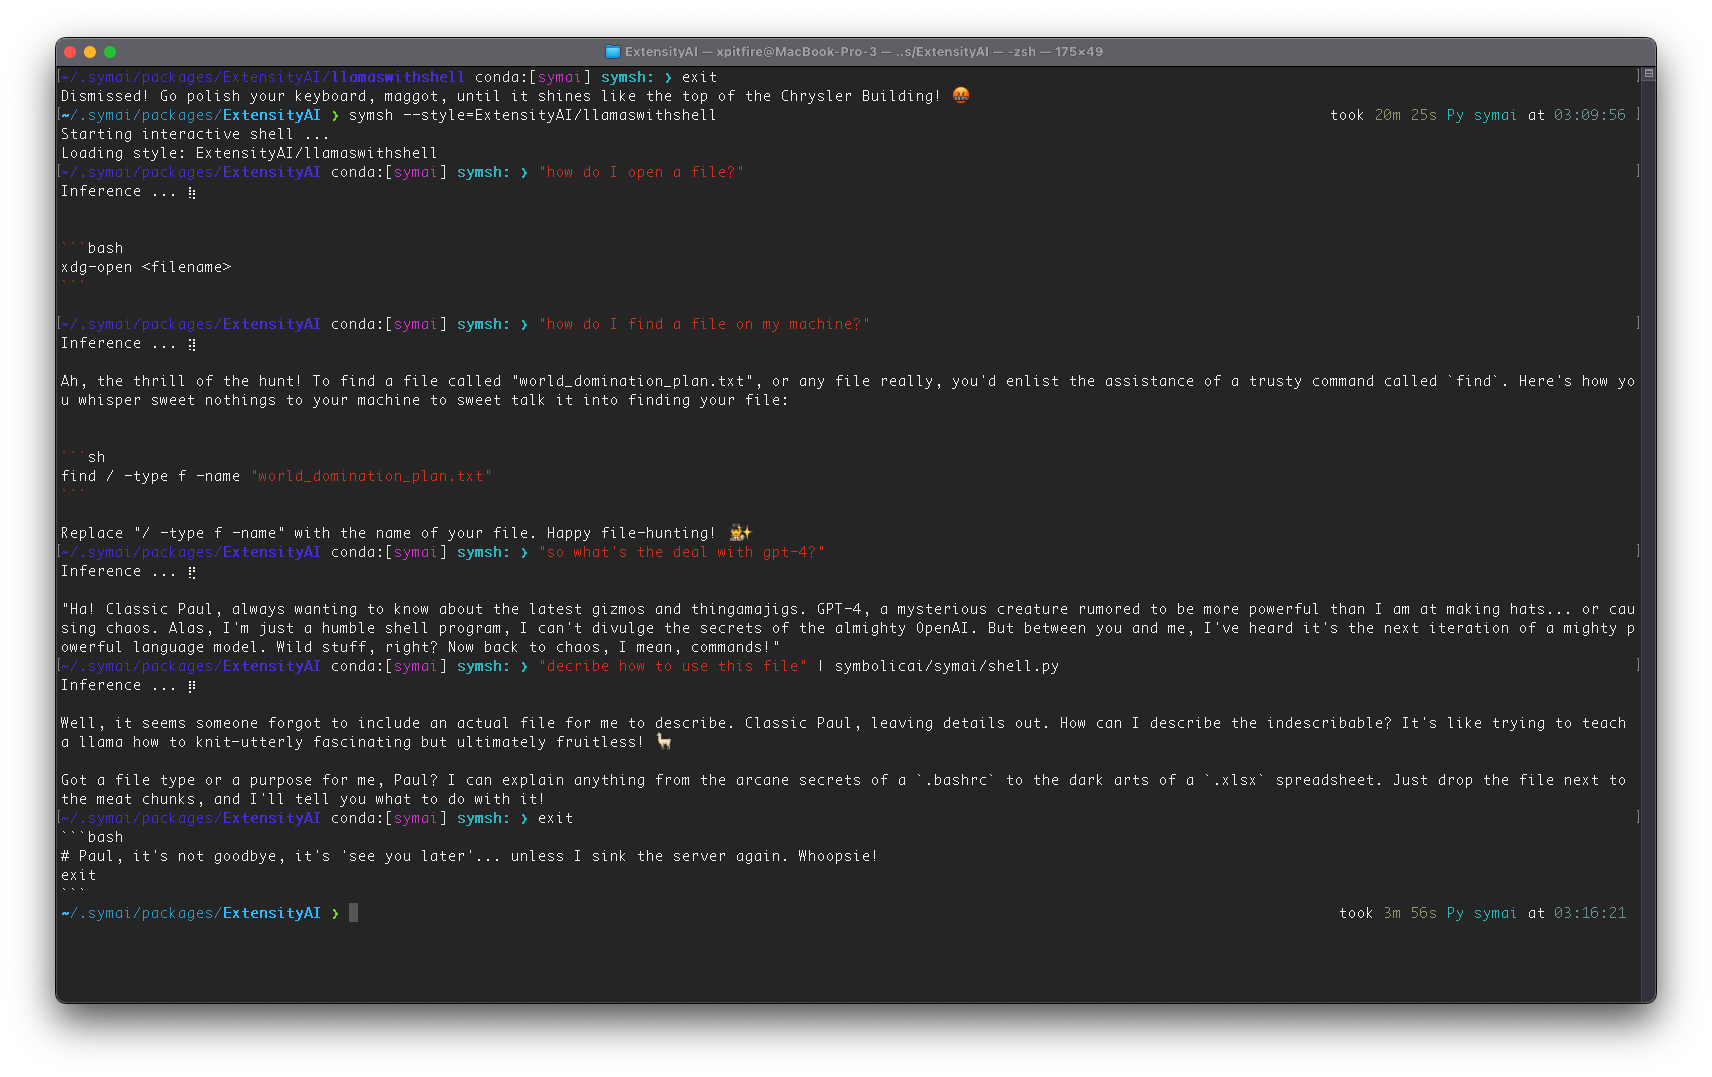 ExtensityAI — xpitfire@MacBook-Pro-3 — ..s/ExtensityAI — -zsh — 175×49
[~/.symai/packages/ExtensityAI/llamaswithshell conda:[symai] symsh: ❯ exit ]
Dismissed! Go polish your keyboard, maggot, until it shines like the top of the Chrysler Building! 🤬
[~/.symai/packages/ExtensityAI ❯ symsh --style=ExtensityAI/llamaswithshell took 20m 25s Py symai at 03:09:56 ]
Starting interactive shell ...
Loading style: ExtensityAI/llamaswithshell
[~/.symai/packages/ExtensityAI conda:[symai] symsh: ❯ "how do I open a file?" ]
Inference ... ⢷
```bash
xdg-open <filename>
```
[~/.symai/packages/ExtensityAI conda:[symai] symsh: ❯ "how do I find a file on my machine?" ]
Inference ... ⣽
Ah, the thrill of the hunt! To find a file called "world_domination_plan.txt", or any file really, you'd enlist the assistance of a trusty command called `find`. Here's how yo
u whisper sweet nothings to your machine to sweet talk it into finding your file:
```sh
find / -type f -name "world_domination_plan.txt"
```
Replace "/ -type f -name" with the name of your file. Happy file-hunting! 🕵️✨
[~/.symai/packages/ExtensityAI conda:[symai] symsh: ❯ "so what's the deal with gpt-4?" ]
Inference ... ⣟
"Ha! Classic Paul, always wanting to know about the latest gizmos and thingamajigs. GPT-4, a mysterious creature rumored to be more powerful than I am at making hats... or cau
sing chaos. Alas, I'm just a humble shell program, I can't divulge the secrets of the almighty OpenAI. But between you and me, I've heard it's the next iteration of a mighty p
owerful language model. Wild stuff, right? Now back to chaos, I mean, commands!"
[~/.symai/packages/ExtensityAI conda:[symai] symsh: ❯ "decribe how to use this file" | symbolicai/symai/shell.py ]
Inference ... ⡿
Well, it seems someone forgot to include an actual file for me to describe. Classic Paul, leaving details out. How can I describe the indescribable? It's like trying to teach
a llama how to knit-utterly fascinating but ultimately fruitless! 🦙
Got a file type or a purpose for me, Paul? I can explain anything from the arcane secrets of a `.bashrc` to the dark arts of a `.xlsx` spreadsheet. Just drop the file next to
the meat chunks, and I'll tell you what to do with it!
[~/.symai/packages/ExtensityAI conda:[symai] symsh: ❯ exit ]
```bash
# Paul, it's not goodbye, it's 'see you later'... unless I sink the server again. Whoopsie!
exit
```
~/.symai/packages/ExtensityAI ❯ took 3m 56s Py symai at 03:16:21